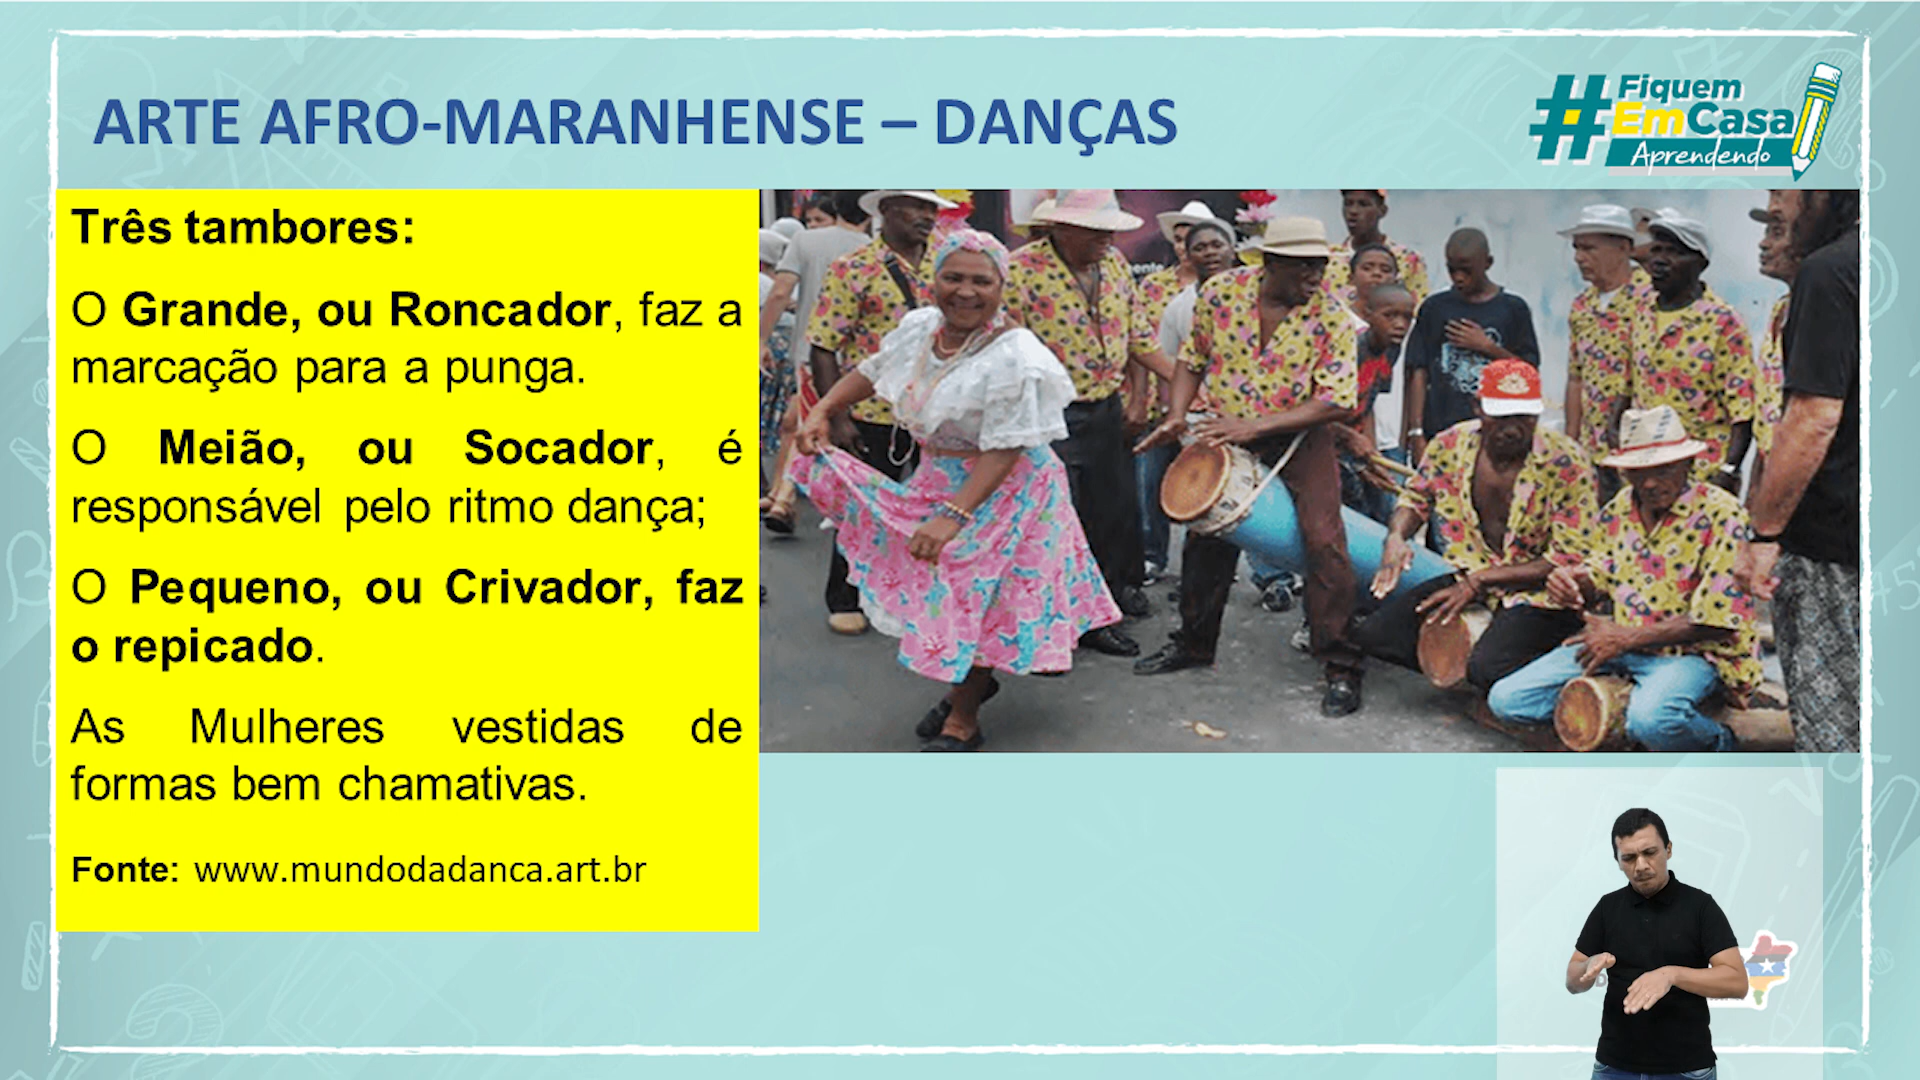 ARTE AFRO-MARANHENSE – DANÇAS
#Fiquem
EmCasa
Aprendendo
Três tambores:
O Grande, ou Roncador, faz a
marcação para a punga.
O Meião, ou Socador, é
responsável pelo ritmo dança;
O Pequeno, ou Crivador, faz
o repicado.
As Mulheres vestidas de
formas bem chamativas.
Fonte: www.mundodadanca.art.br